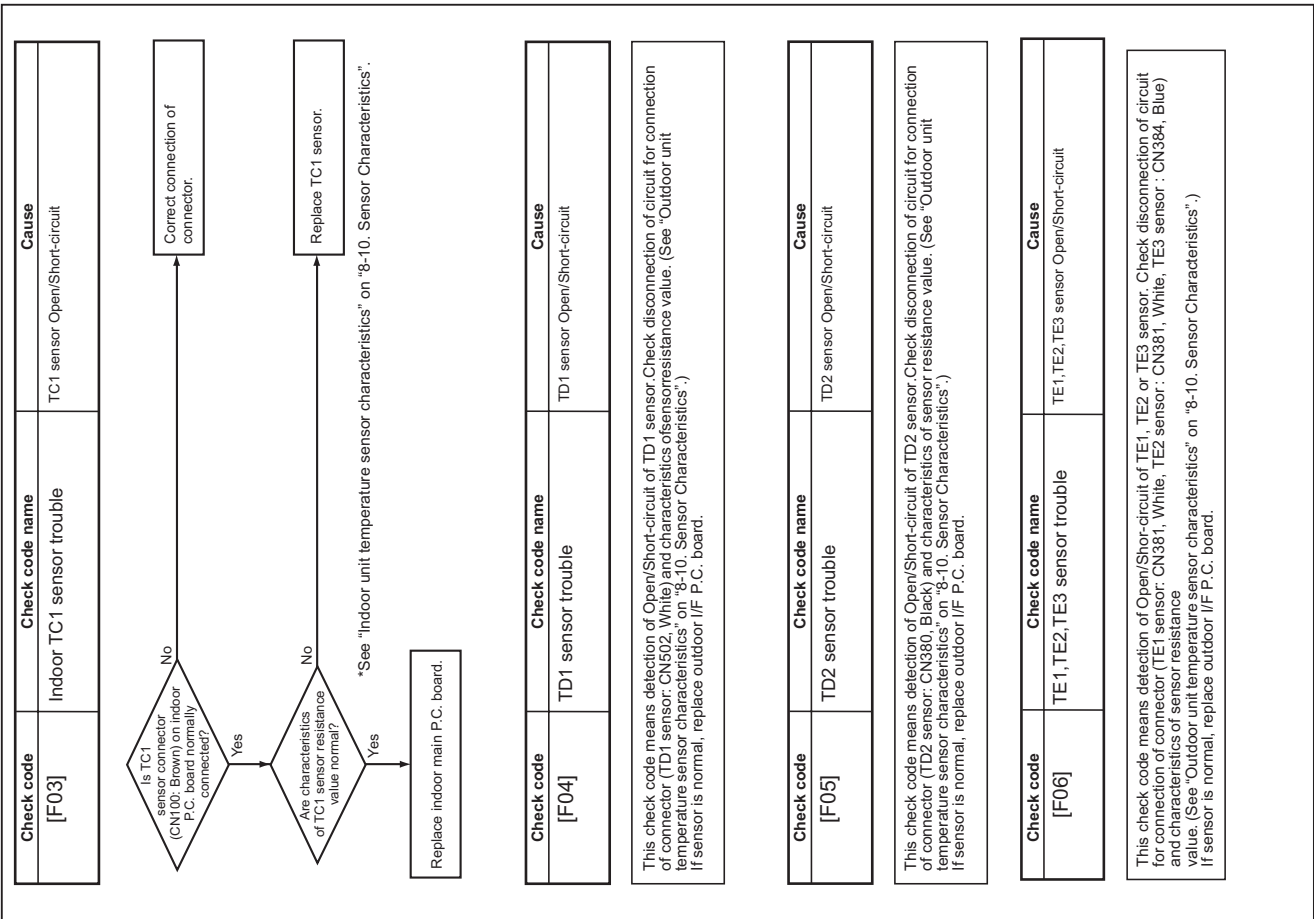 Check code
Check code name
Cause
[F03]
Indoor TC1 sensor trouble
TC1 sensor Open/Short-circuit
Is TC1
sensor connector
(CN100: Brown) on indoor
P.C. board normally
connected?
No
Correct connection of
connector.
Yes
Are characteristics
of TC1 sensor resistance
value normal?
No
Replace TC1 sensor.
Yes
*See “Indoor unit temperature sensor characteristics” on “8-10. Sensor Characteristics”.
Replace indoor main P.C. board.
Check code
Check code name
Cause
[F04]
TD1 sensor trouble
TD1 sensor Open/Short-circuit
This check code means detection of Open/Short-circuit of TD1 sensor.Check disconnection of circuit for connection
of connector (TD1 sensor: CN502, White) and characteristics ofsensorresistance value. (See “Outdoor unit
temperature sensor characteristics” on “8-10. Sensor Characteristics”.)
If sensor is normal, replace outdoor I/F P.C. board.
Check code
Check code name
Cause
[F05]
TD2 sensor trouble
TD2 sensor Open/Short-circuit
This check code means detection of Open/Short-circuit of TD2 sensor.Check disconnection of circuit for connection
of connector (TD2 sensor: CN380, Black) and characteristics of sensor resistance value. (See “Outdoor unit
temperature sensor characteristics” on “8-10. Sensor Characteristics”.)
If sensor is normal, replace outdoor I/F P.C. board.
Check code
Check code name
Cause
[F06]
TE1,TE2,TE3 sensor trouble
TE1,TE2,TE3 sensor Open/Short-circuit
This check code means detection of Open/Shor-circuit of TE1, TE2 or TE3 sensor. Check disconnection of circuit
for connection of connector (TE1 sensor: CN381, White, TE2 sensor : CN381, White, TE3 sensor : CN384, Blue)
and characteristics of sensor resistance
value. (See “Outdoor unit temperature sensor characteristics” on “8-10. Sensor Characteristics”.)
If sensor is normal, replace outdoor I/F P.C. board.